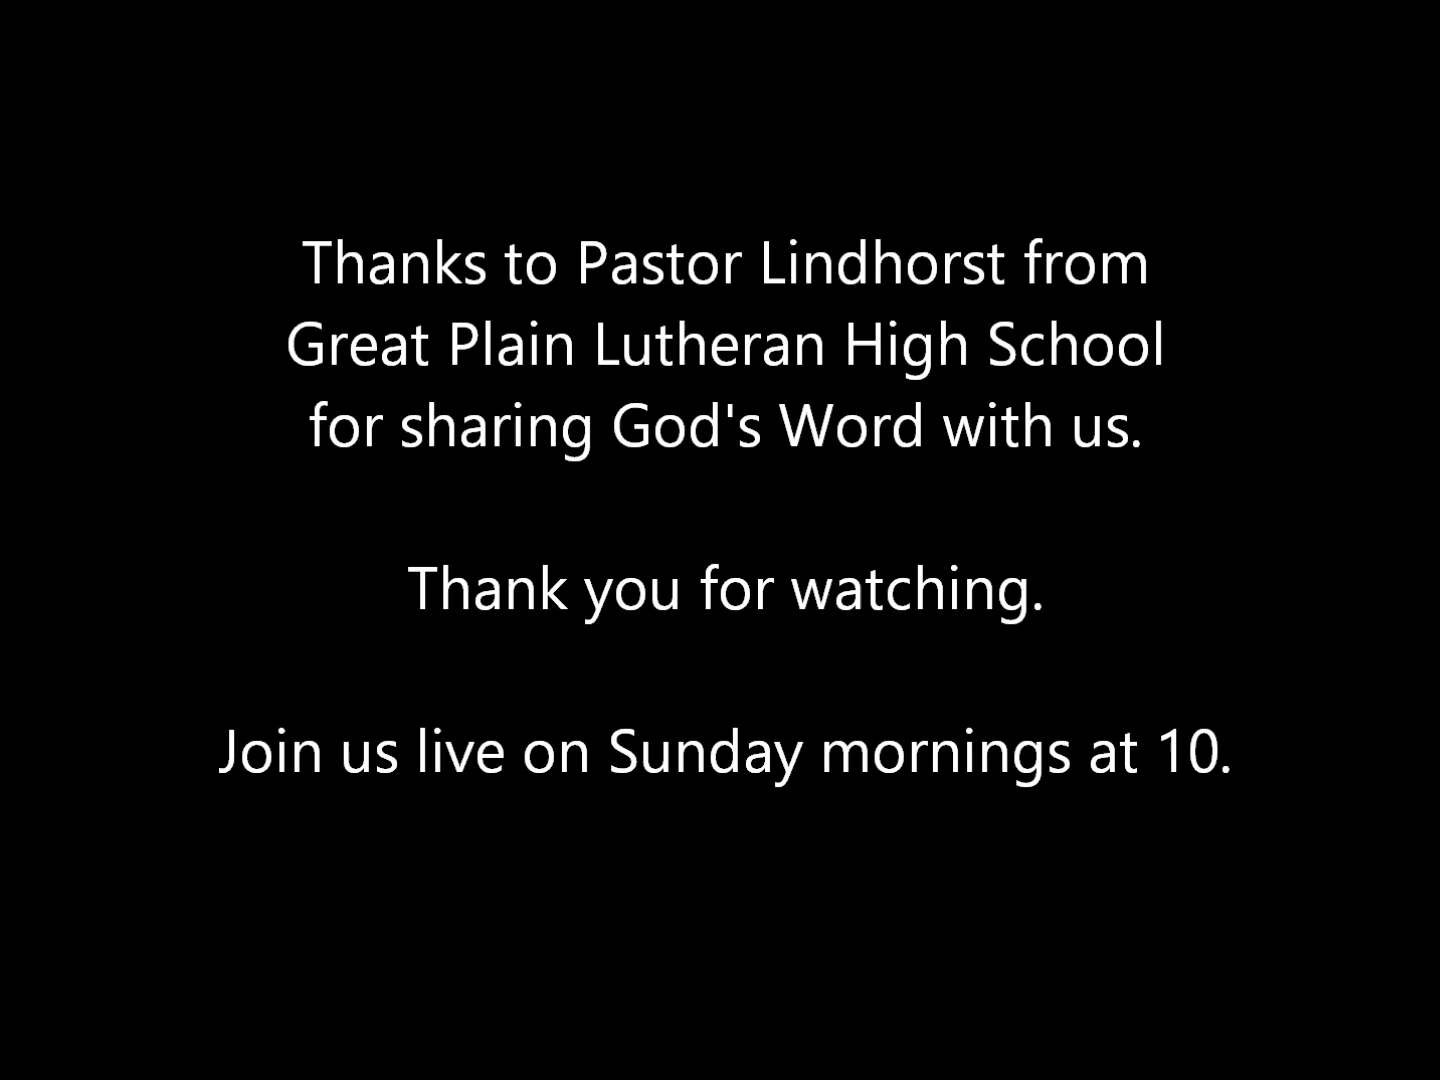 Thanks to Pastor Lindhorst from
Great Plain Lutheran High School
for sharing God's Word with us.
Thank you for watching.
Join us live on Sunday mornings at 10.